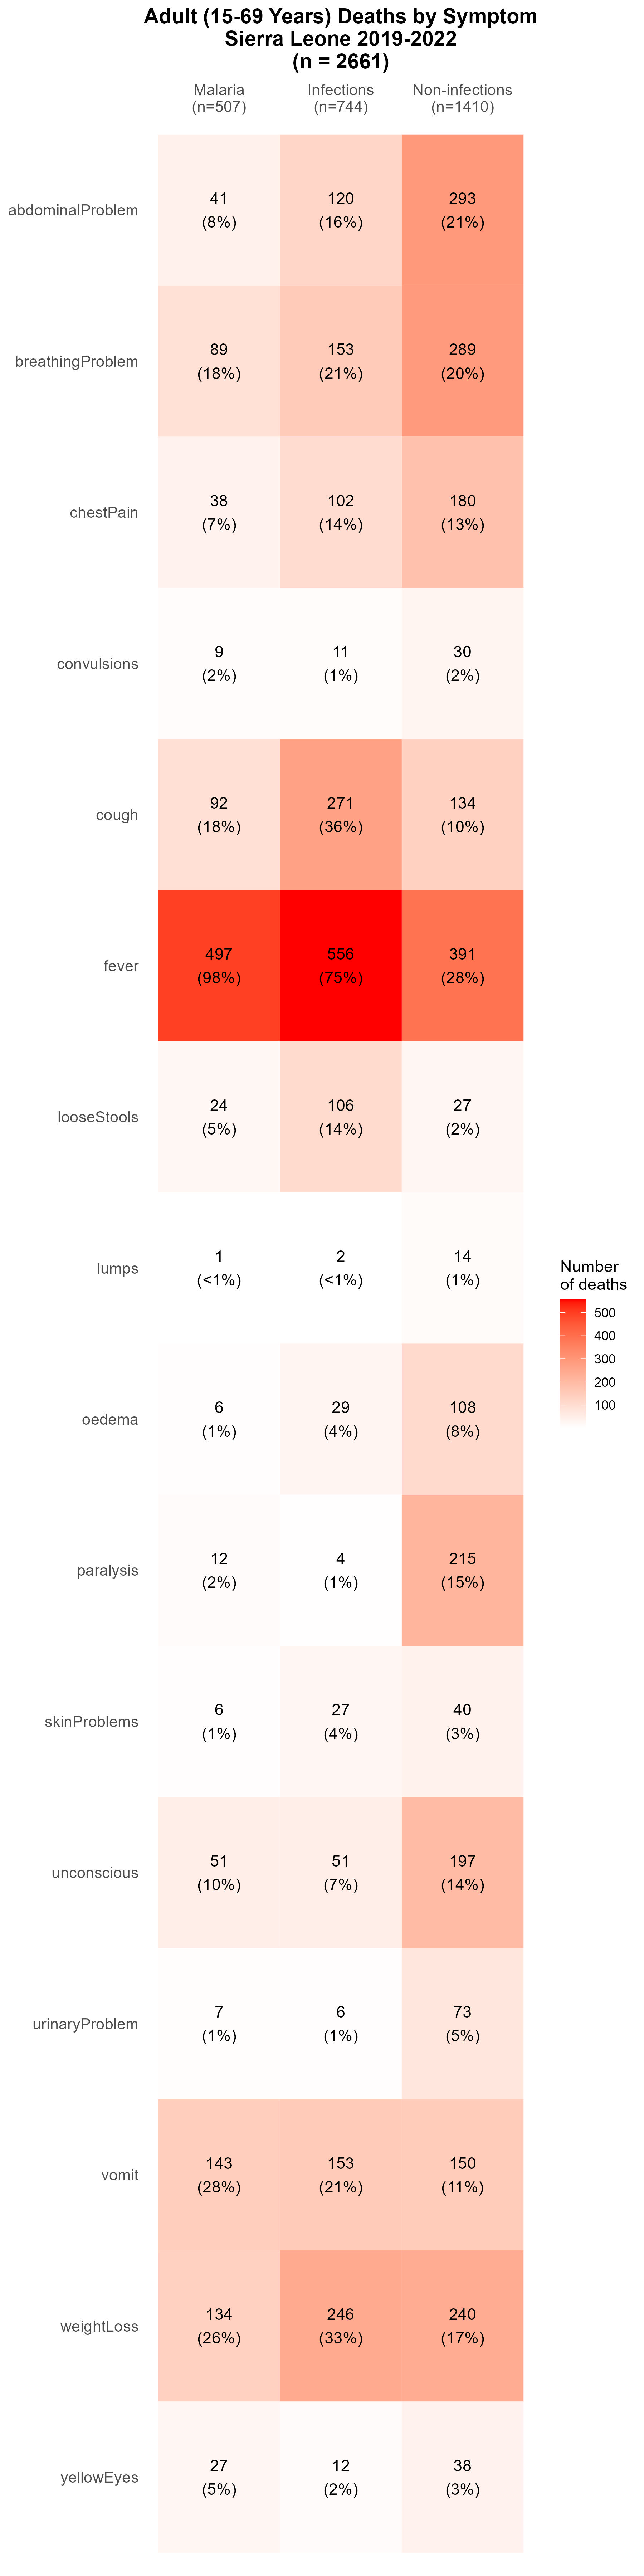 Adult (15-69 Years) Deaths by Symptom
Sierra Leone 2019-2022
(n = 2661)
Malaria Infections Non-infections
(n=507) (n=744) (n=1410)
abdominalProblem 41 120 293
(8%) (16%) (21%)
breathingProblem 89 153 289
(18%) (21%) (20%)
chestPain 38 102 180
(7%) (14%) (13%)
convulsions 9 11 30
(2%) (1%) (2%)
cough 92 271 134
(18%) (36%) (10%)
fever 497 556 391
(98%) (75%) (28%)
looseStools 24 106 27
(5%) (14%) (2%)
lumps 1 2 14
(<1%) (<1%) (1%)
oedema 6 29 108
(1%) (4%) (8%)
paralysis 12 4 215
(2%) (1%) (15%)
skinProblems 6 27 40
(1%) (4%) (3%)
unconscious 51 51 197
(10%) (7%) (14%)
urinaryProblem 7 6 73
(1%) (1%) (5%)
vomit 143 153 150
(28%) (21%) (11%)
weightLoss 134 246 240
(26%) (33%) (17%)
yellowEyes 27 12 38
(5%) (2%) (3%)
Number
of deaths
500
400
300
200
100